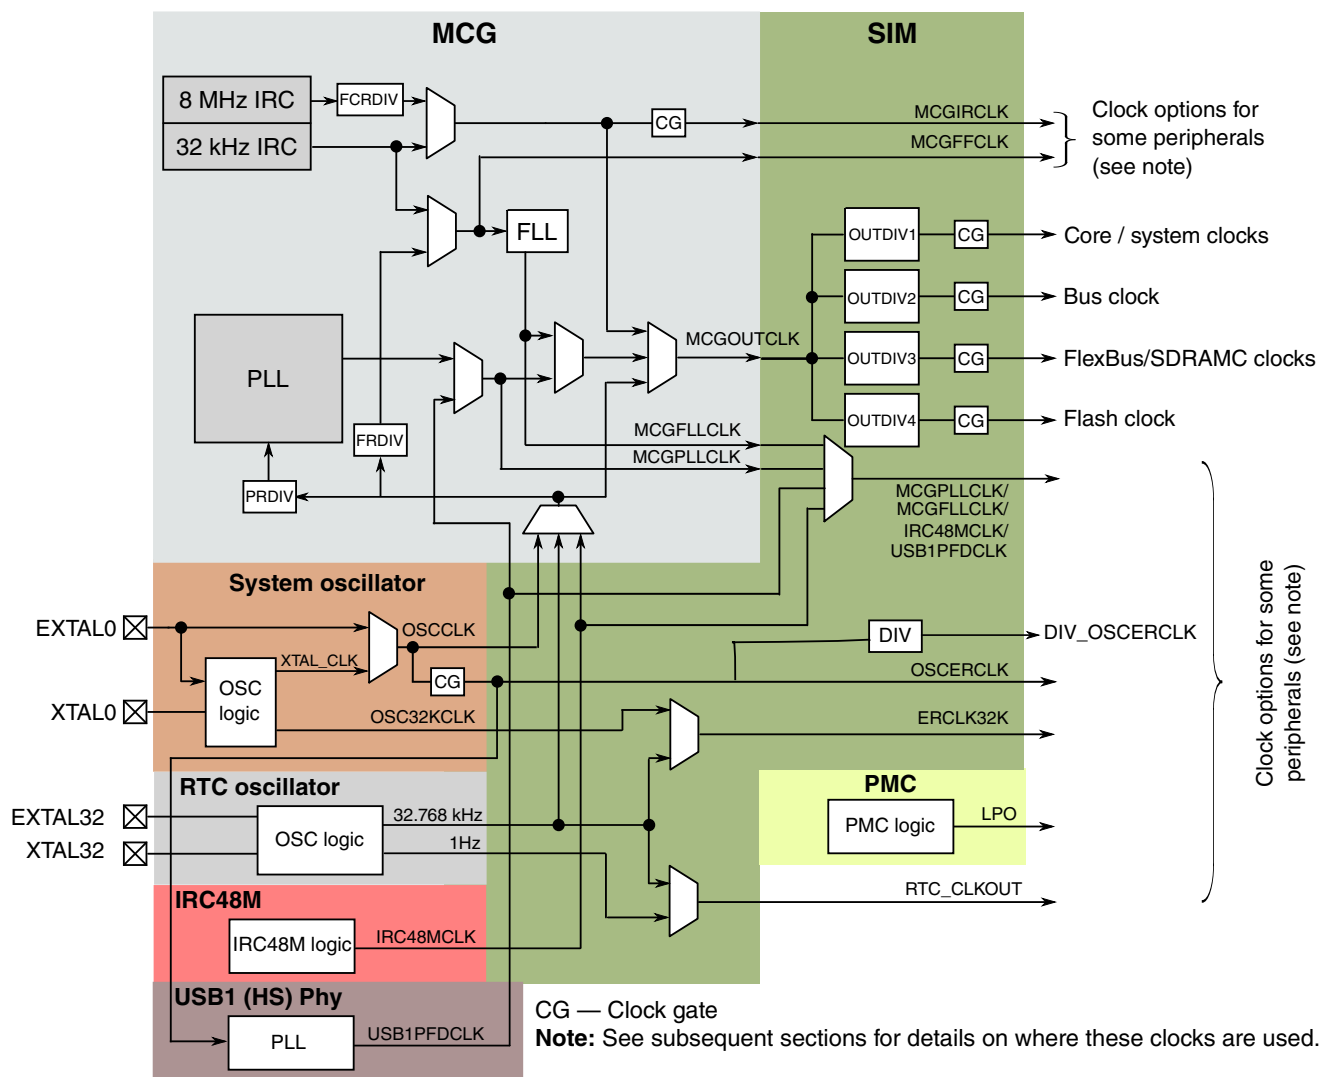 MCG
SIM
8 MHz IRC
FCRDIV
32 kHz IRC
CG
MCGIRCLK
MCGFFCLK
Clock options for
some peripherals
(see note)
FLL
OUTDIV1
CG
Core / system clocks
OUTDIV2
CG
Bus clock
MCGOUTCLK
OUTDIV3
CG
FlexBus/SDRAMC clocks
PLL
OUTDIV4
CG
Flash clock
FRDIV
MCGFLLCLK
MCGPLLCLK
PRDIV
MCGPLLCLK/
MCGFLLCLK/
IRC48MCLK/
USB1PFDCLK
System oscillator
EXTAL0
OSCCLK
DIV
DIV_OSCERCLK
XTAL_CLK
OSC
logic
CG
OSCERCLK
XTAL0
OSC32KCLK
ERCLK32K
Clock options for some
peripherals (see note)
RTC oscillator
PMC
EXTAL32
32.768 kHz
OSC logic
PMC logic
LPO
XTAL32
1Hz
RTC_CLKOUT
IRC48M
IRC48M logic
IRC48MCLK
USB1 (HS) Phy
PLL
USB1PFDCLK
CG — Clock gate
Note: See subsequent sections for details on where these clocks are used.